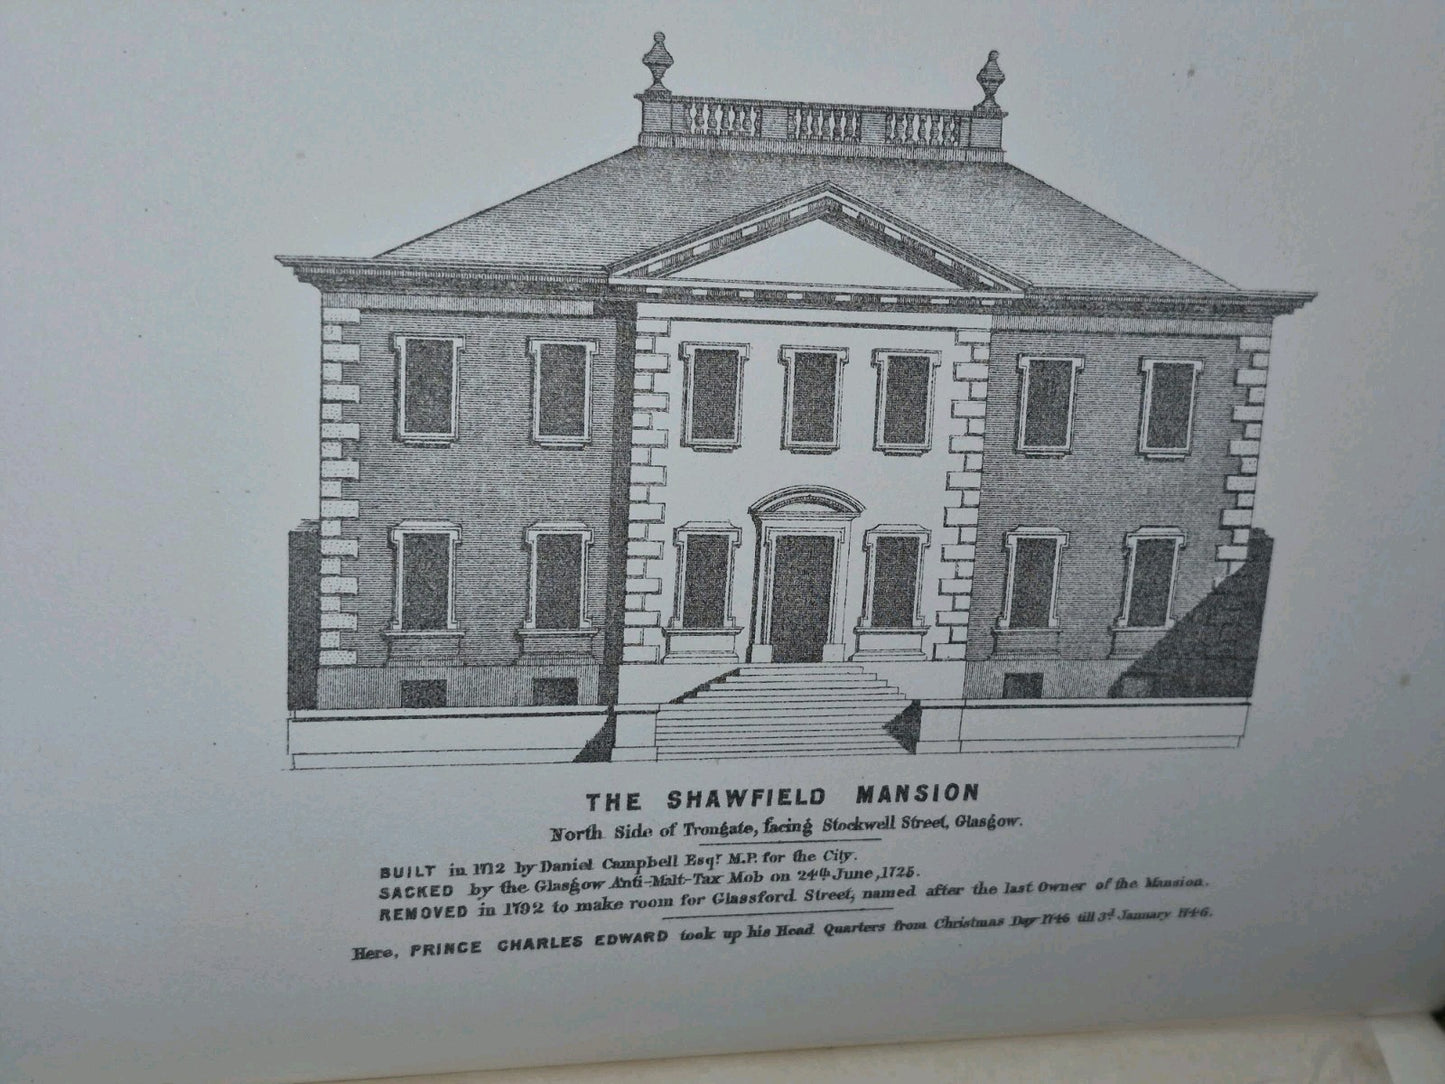 THE SHAWFIELD MANSION
North Side of Trongate, facing Stockwell Street, Glasgow.
BUILT in 1712 by Daniel Campbell Esqr. M.P. for the City.
SACKED by the Glasgow Anti-Malt-Tax Mob on 24th June, 1725.
REMOVED in 1792 to make room for Glassford Street, named after the last Owner of the Mansion.
Here, PRINCE CHARLES EDWARD took up his Head Quarters from Christmas Day 1746 till 3rd January 1746.